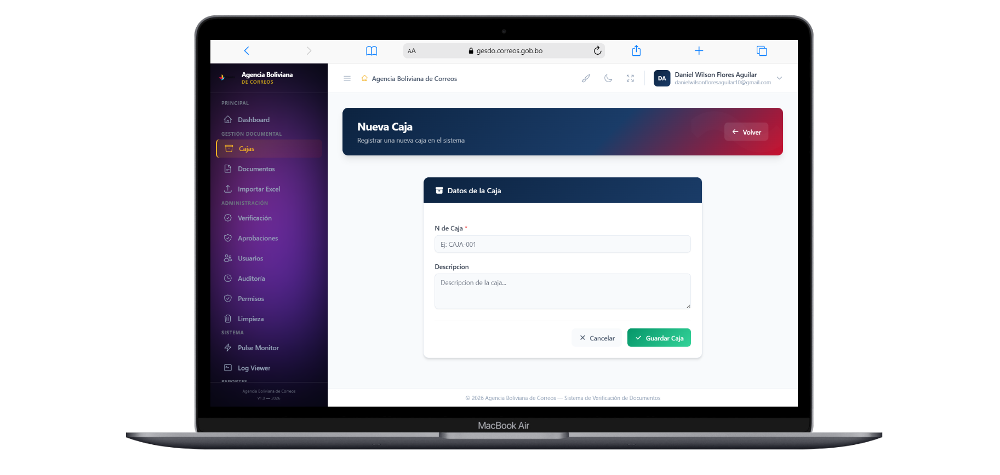 AA
gesdo.correos.gob.bo
Agencia Boliviana
DE CORREOS
Agencia Boliviana de Correos
DA
Daniel Wilson Flores Aguilar
danielwilsonfloresaguilar10@gmail.com
PRINCIPAL
Dashboard
GESTIÓN DOCUMENTAL
Cajas
Documentos
Importar Excel
ADMINISTRACIÓN
Verificación
Aprobaciones
Usuarios
Auditoría
Permisos
Limpieza
SISTEMA
Pulse Monitor
Log Viewer
REPORTES
Agencia Boliviana de Correos
v1.0 — 2026
Nueva Caja
Registrar una nueva caja en el sistema
Volver
Datos de la Caja
N de Caja *
Ej: CAJA-001
Descripcion
Descripcion de la caja...
Cancelar
Guardar Caja
© 2026 Agencia Boliviana de Correos — Sistema de Verificación de Documentos
MacBook Air